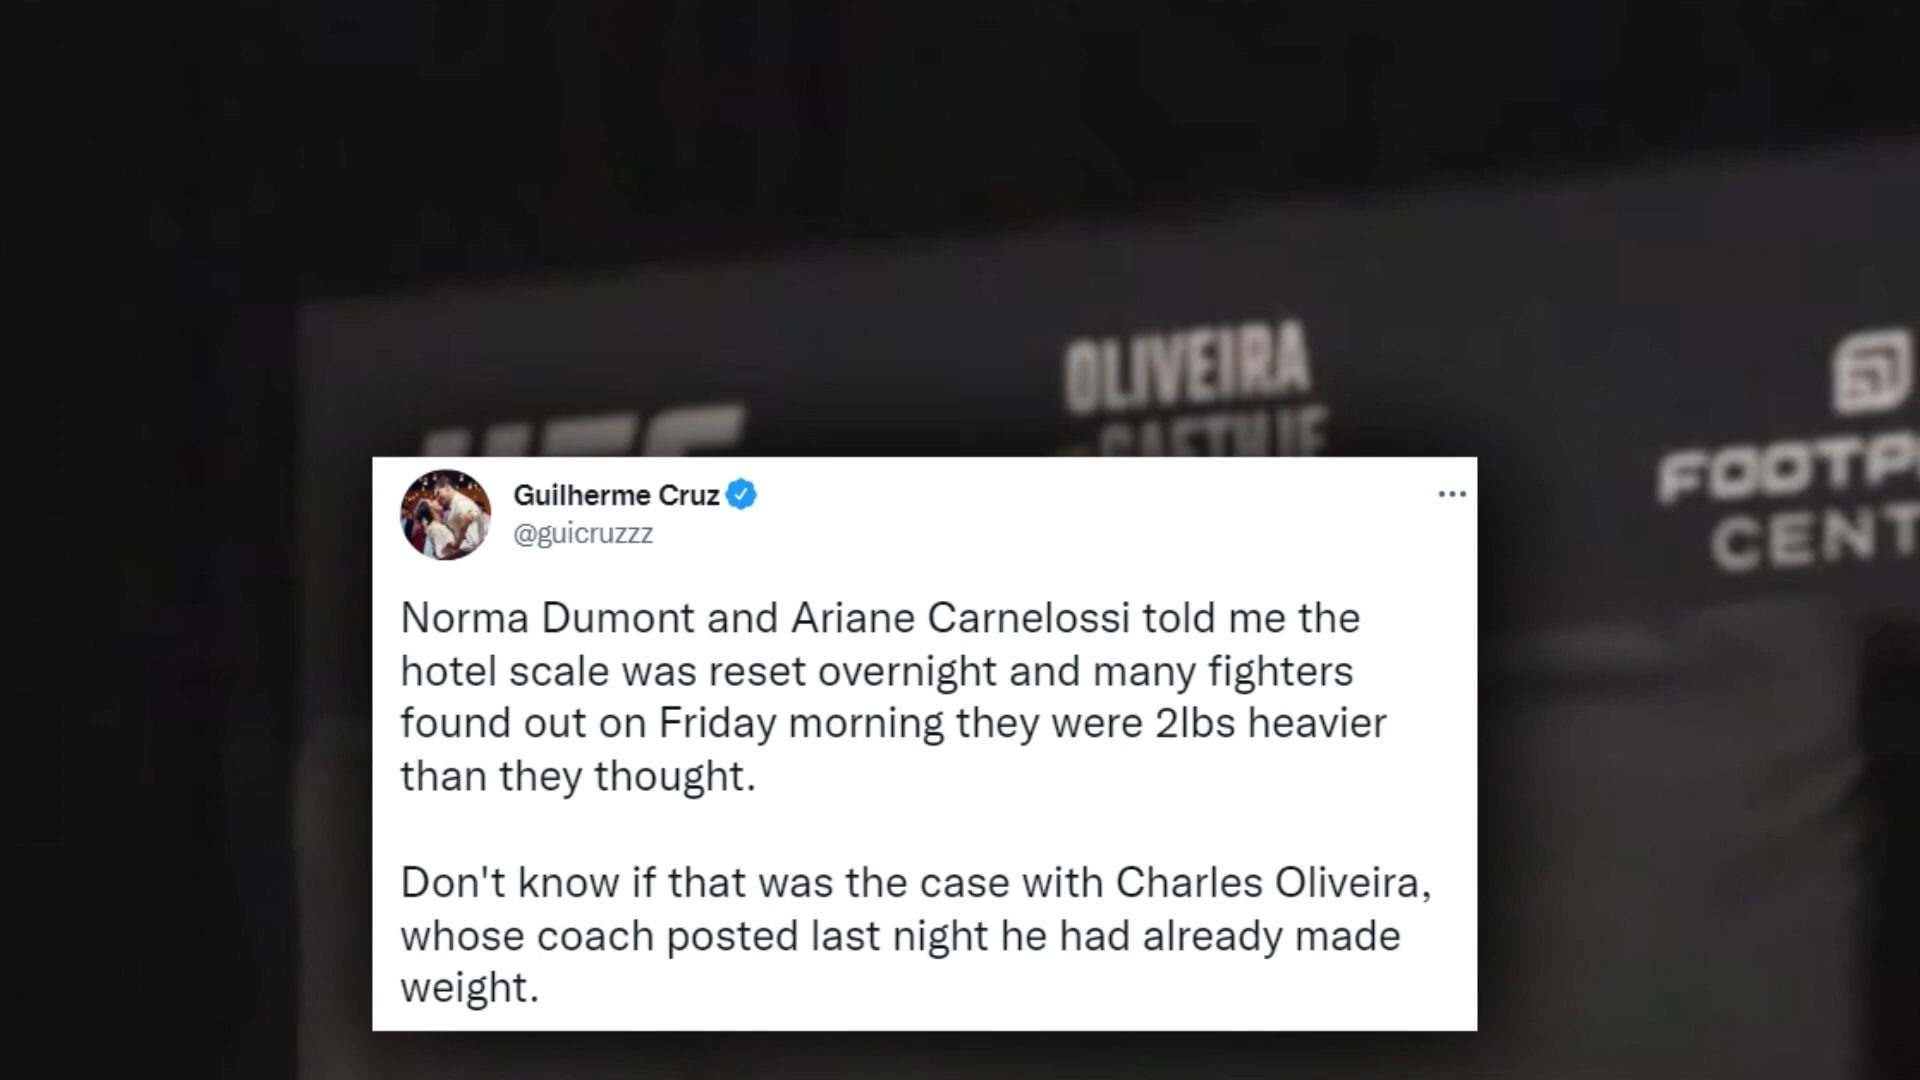 UFC
OLIVEIRA
GAETHJE
CENT
Guilherme Cruz
@guicruzzz
Norma Dumont and Ariane Carnelossi told me the
hotel scale was reset overnight and many fighters
found out on Friday morning they were 2lbs heavier
than they thought.
Don't know if that was the case with Charles Oliveira,
whose coach posted last night he had already made
weight.